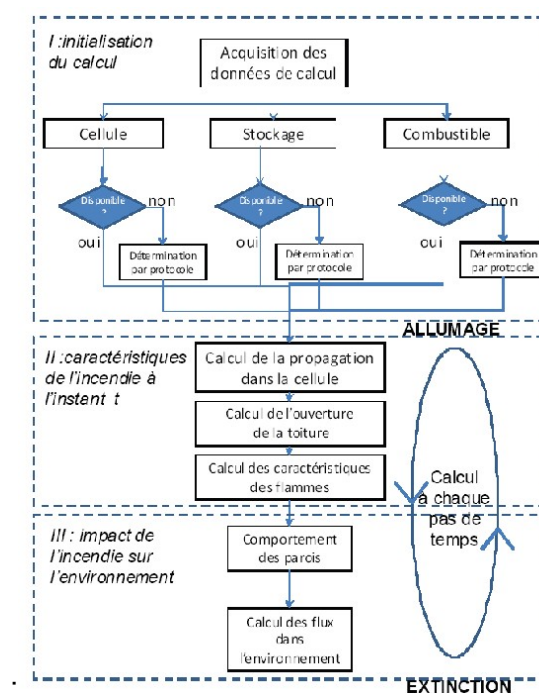 I :initialisation
du calcul
Acquisition des
données de calcul
Cellule
Stockage
Combustible
Disponible
?
non
oui
Détermination
par protocole
Disponible
?
non
oui
Détermination
par protocole
Disponible
?
non
oui
Détermination
par protocole
ALLUMAGE
II :caractéristiques
de l'incendie à
l'instant t
Calcul de la propagation
dans la cellule
Calcul de l'ouverture
de la toiture
Calcul des caractéristiques
des flammes
Calcul
à chaque
pas de
temps
III : impact de
l'incendie sur
l'environnement
Comportement
des parois
Calcul des flux
dans
l'environnement
EXTINCTION